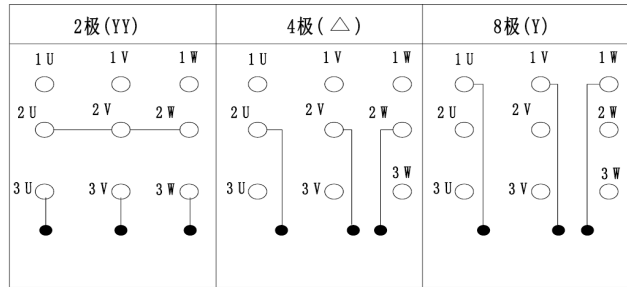 2极(YY) 4极(△) 8极(Y)
1U 1V 1W 1U 1V 1W 1U 1V 1W
2U 2V 2W 2U 2V 2W 2U 2V 2W
3U 3V 3W 3U 3V 3W 3U 3V 3W